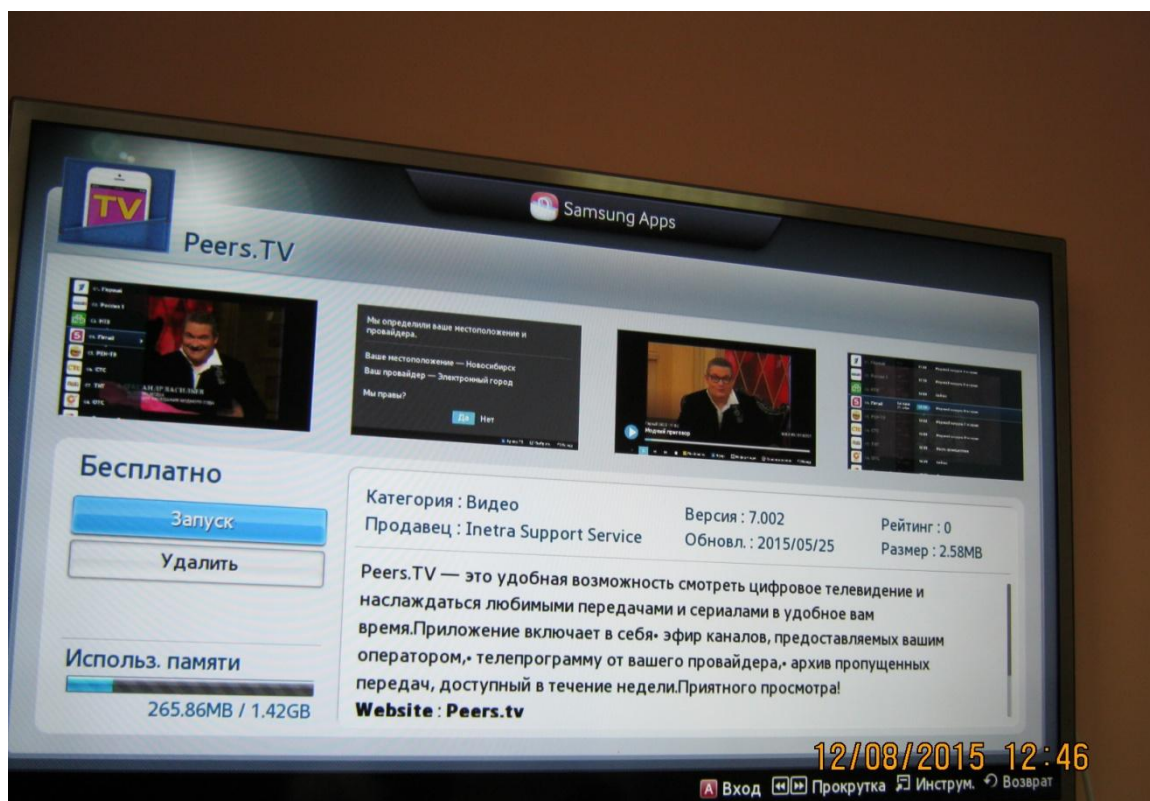 Samsung Apps
TV
Peers.TV
Мы определили ваше местоположение и
провайдера.
Ваше местоположение — Новосибирск
Ваш провайдер — Электронный город
Мы правы?
Да Нет
Модный приговор
Бесплатно
Запуск
Удалить
Категория : Видео
Продавец : Inetra Support Service
Версия : 7.002
Обновл. : 2015/05/25
Рейтинг : 0
Размер : 2.58MB
Peers.TV — это удобная возможность смотреть цифровое телевидение и
наслаждаться любимыми передачами и сериалами в удобное вам
время.Приложение включает в себя• эфир каналов, предоставляемых вашим
оператором,• телепрограмму от вашего провайдера,• архив пропущенных
передач, доступный в течение недели.Приятного просмотра!
Website : Peers.tv
Использ. памяти
265.86MB / 1.42GB
12/08/2015 12:46
A Вход Прокрутка Инструм. Возврат